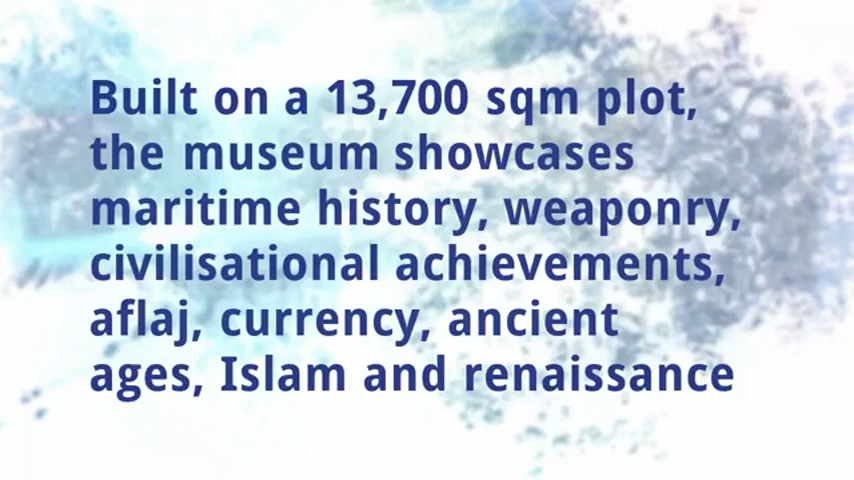 Built on a 13,700 sqm plot,
the museum showcases
maritime history, weaponry,
civilisational achievements,
aflaj, currency, ancient
ages, Islam and renaissance